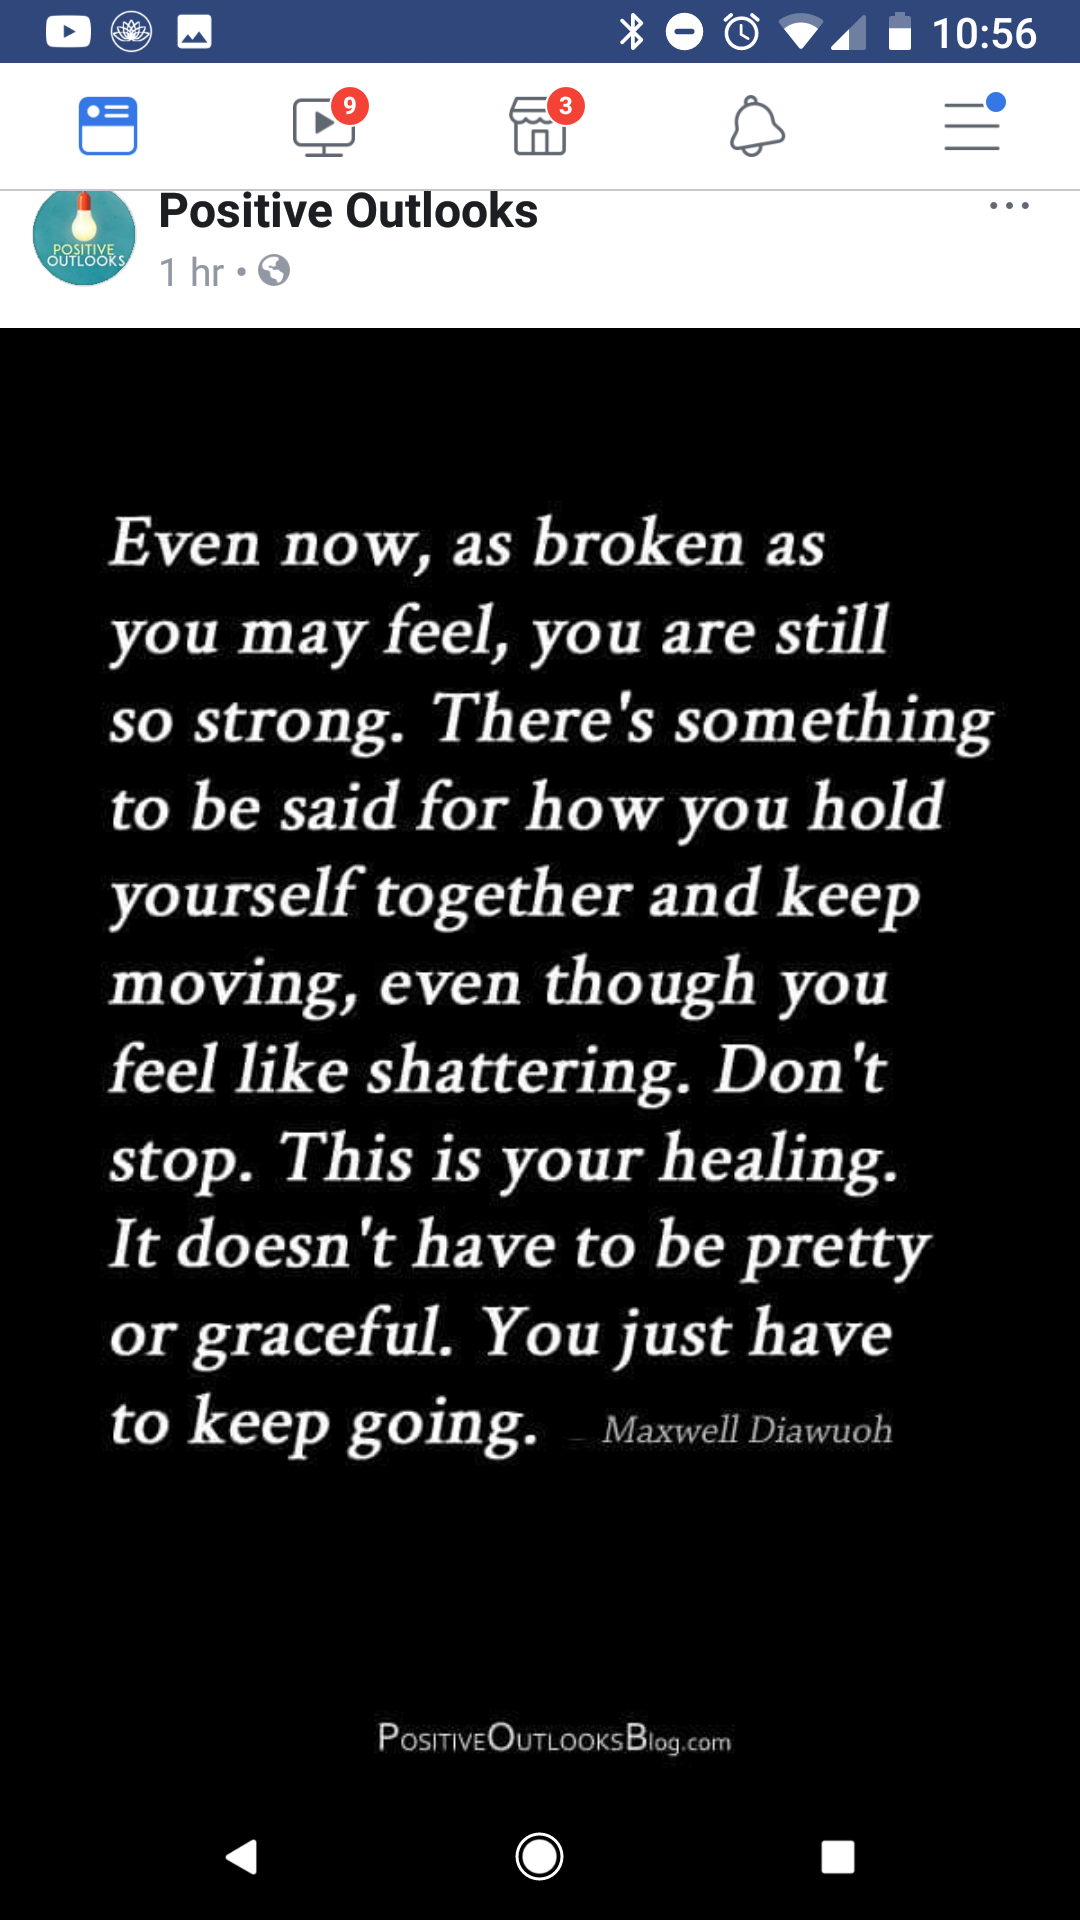 10:56
9
3
Positive Outlooks
POSITIVE
OUTLOOKS
1 hr •
Even now, as broken as
you may feel, you are still
so strong. There's something
to be said for how you hold
yourself together and keep
moving, even though you
feel like shattering. Don't
stop. This is your healing.
It doesn't have to be pretty
or graceful. You just have
to keep going. — Maxwell Diawuoh
PositiveOutlooksBlog.com